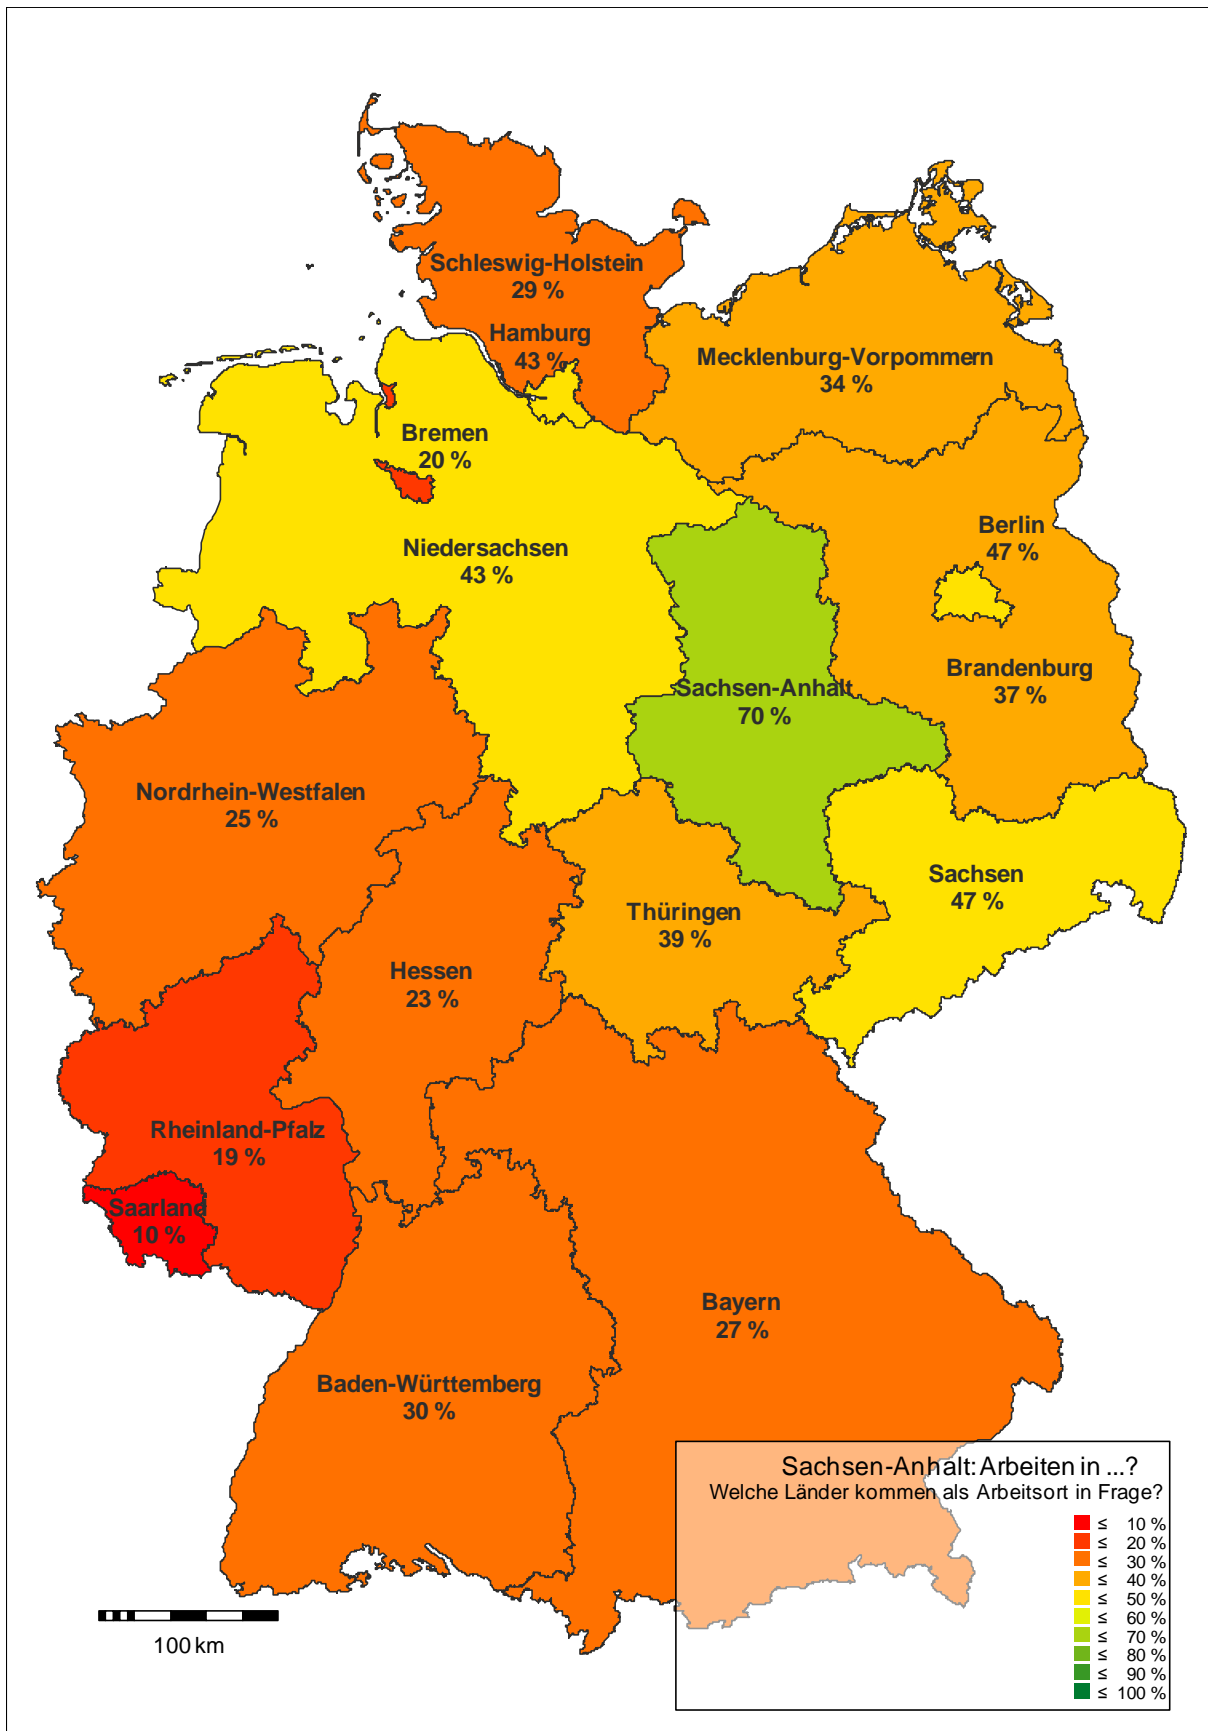 Schleswig-Holstein
29 %
Hamburg
43 %
Mecklenburg-Vorpommern
34 %
Bremen
20 %
Berlin
47 %
Niedersachsen
43 %
Brandenburg
37 %
Sachsen-Anhalt
70 %
Nordrhein-Westfalen
25 %
Sachsen
47 %
Thüringen
39 %
Hessen
23 %
Rheinland-Pfalz
19 %
Saarland
10 %
Bayern
27 %
Baden-Württemberg
30 %
Sachsen-Anhalt: Arbeiten in ...?
Welche Länder kommen als Arbeitsort in Frage?
≤ 10 %
≤ 20 %
≤ 30 %
≤ 40 %
≤ 50 %
≤ 60 %
≤ 70 %
≤ 80 %
≤ 90 %
≤ 100 %
100 km